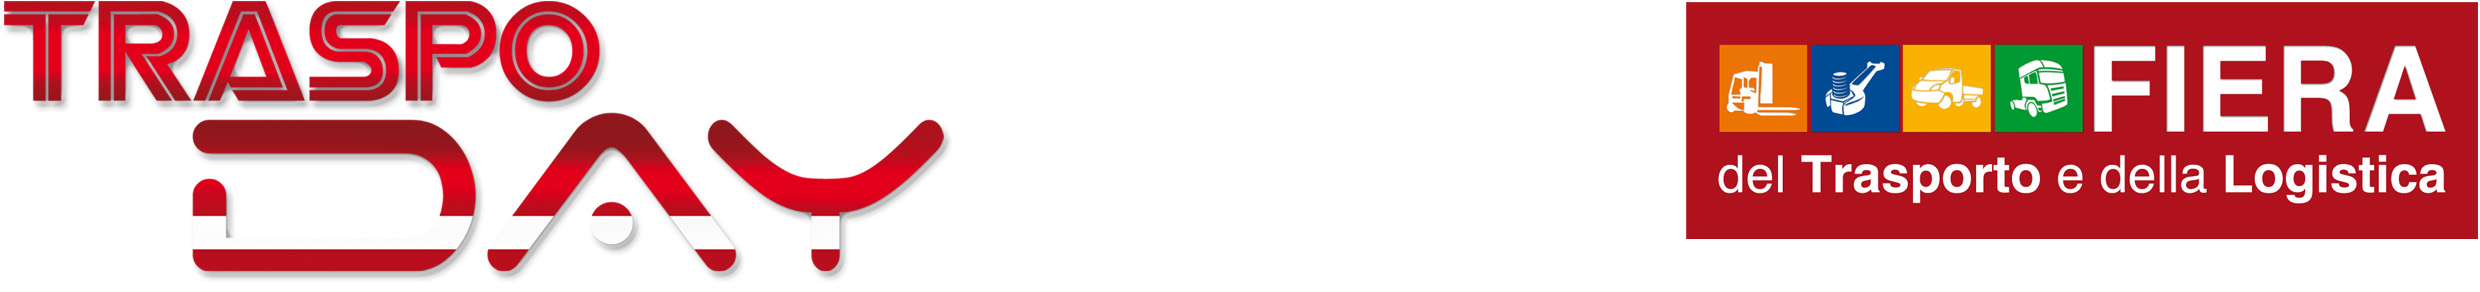 TRASPO
DAY
FIERA
del Trasporto e della Logistica